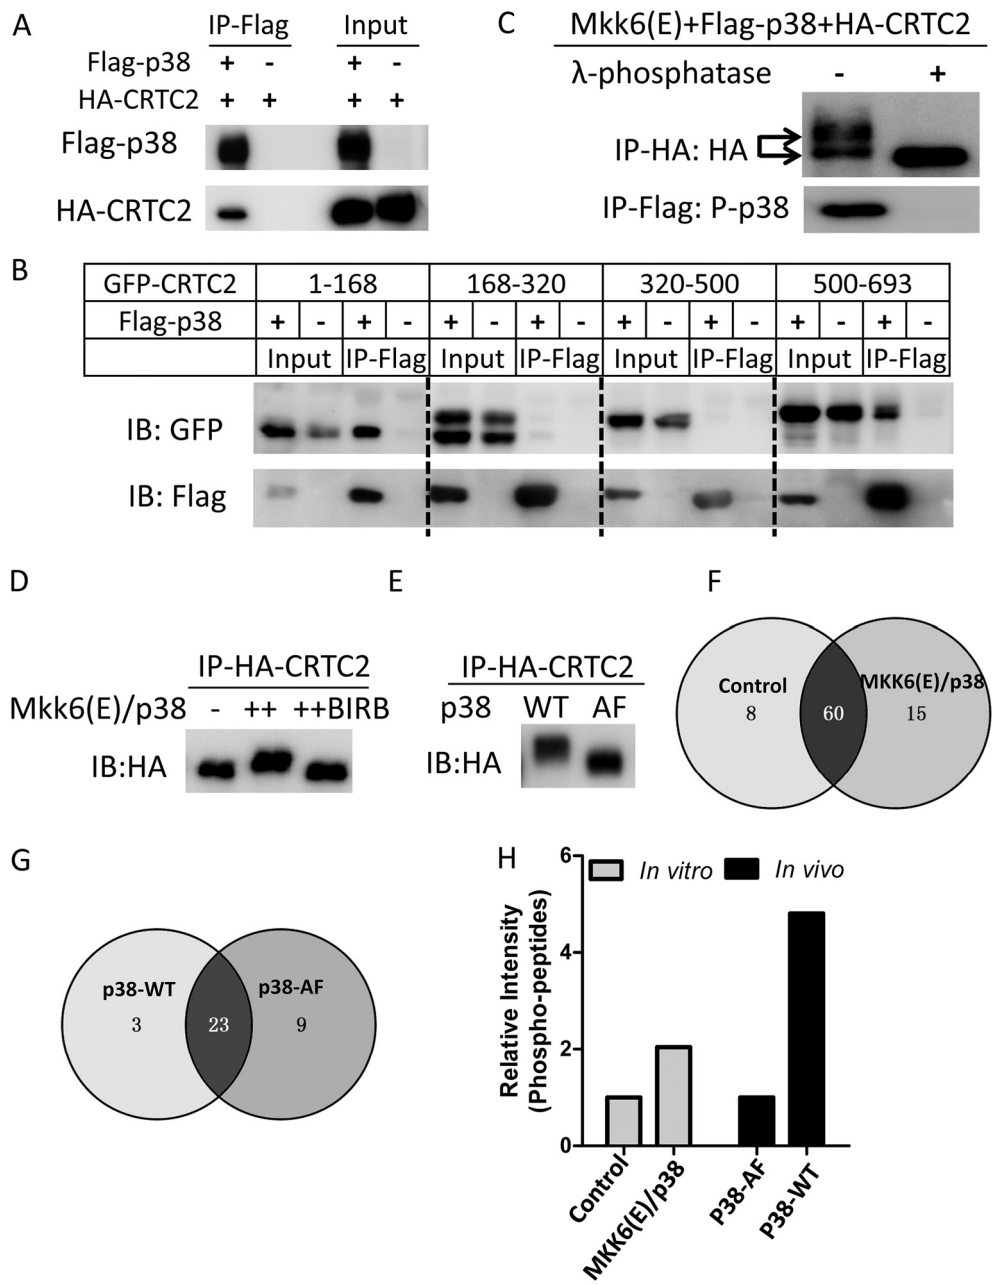 A
IP-Flag Input
Flag-p38 + - + -
HA-CRTC2 + + + +
Flag-p38
HA-CRTC2
C
Mkk6(E)+Flag-p38+HA-CRTC2
λ-phosphatase - +
IP-HA: HA
IP-Flag: P-p38
B
GFP-CRTC2 1-168 168-320 320-500 500-693
Flag-p38 + - + - + - + - + - + - + - + -
Input IP-Flag Input IP-Flag Input IP-Flag Input IP-Flag
IB: GFP
IB: Flag
D
IP-HA-CRTC2
Mkk6(E)/p38 - ++ ++BIRB
IB:HA
E
IP-HA-CRTC2
p38 WT AF
IB:HA
F
Control MKK6(E)/p38
8 60 15
G
p38-WT p38-AF
3 23 9
H
In vitro In vivo
Relative Intensity
(Phospho-peptides)
6
4
2
0
Control
MKK6(E)/p38
P38-AF
P38-WT